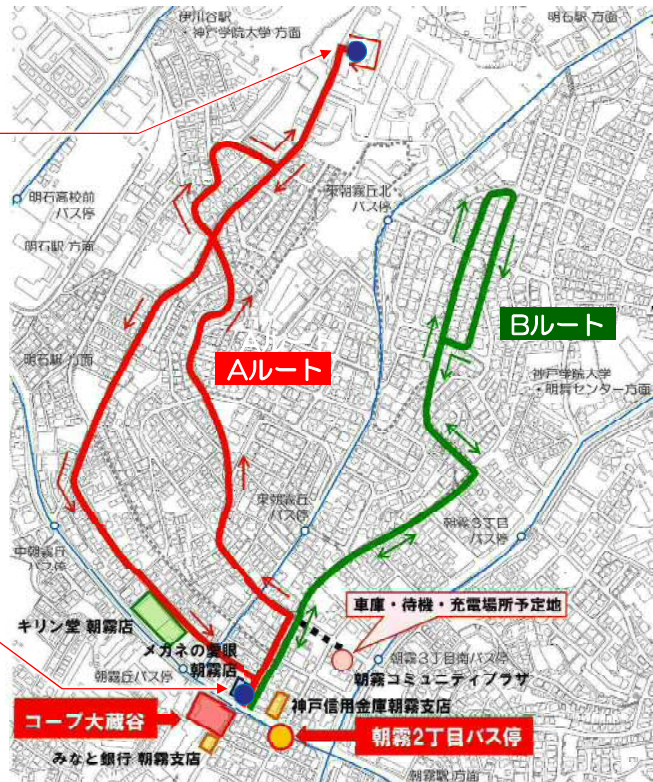 伊川谷駅
・神戸学院大学 方面
明石駅 方面
明石高校前
バス停
明石駅 方面
東朝霧丘北
バス停
Bルート
Aルー
Aルート
明石駅 方面
神戸学院大学
・明舞センター方面
東朝霧丘
バス停
朝霧3丁目
バス停
中朝霧丘
バス停
車庫・待機・充電場所予定地
キリン堂 朝霧店
メガネの愛眼
朝霧店
朝霧3丁目南バス停
朝霧コミュニティプラザ
朝霧丘バス停
神戸信用金庫朝霧支店
コープ大蔵谷
朝霧2丁目バス停
みなと銀行 朝霧支店
朝霧駅 方面